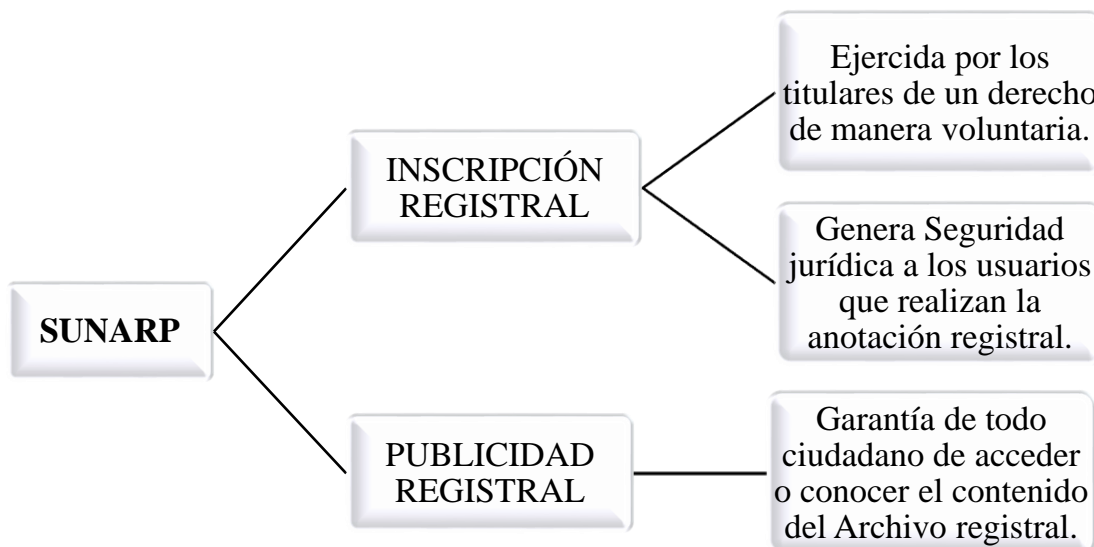 SUNARP
INSCRIPCIÓN
REGISTRAL
Ejercida por los
titulares de un derecho
de manera voluntaria.
Genera Seguridad
jurídica a los usuarios
que realizan la
anotación registral.
PUBLICIDAD
REGISTRAL
Garantía de todo
ciudadano de acceder
o conocer el contenido
del Archivo registral.